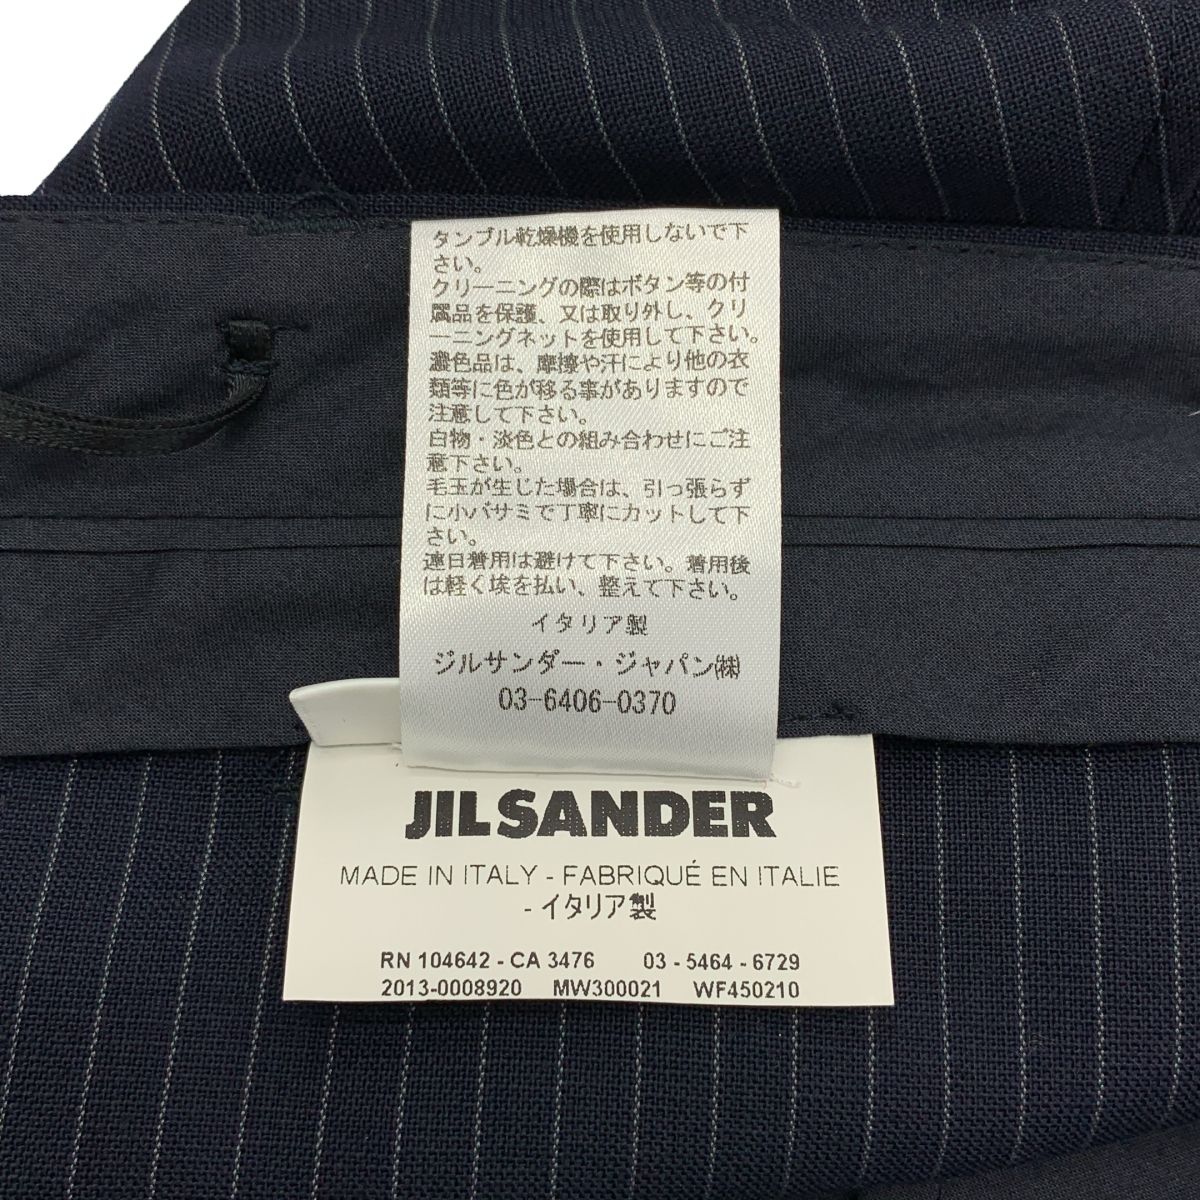 タンブル乾燥機を使用しないで下
さい。
クリーニングの際はボタン等の付
属品を保護、又は取り外し、クリ
ーニングネットを使用して下さい。
濃色品は、摩擦や汗により他の衣
類等に色が移る事がありますので
注意して下さい。
白物・淡色との組み合わせにご注
意下さい。
毛玉が生じた場合は、引っ張らず
に小バサミで丁寧にカットして下
さい。
連日着用は避けて下さい。着用後
は軽く埃を払い、整えて下さい。
イタリア製
ジルサンダー・ジャパン㈱
03-6406-0370
JIL SANDER
MADE IN ITALY - FABRIQUÉ EN ITALIE
- イタリア製
RN 104642 - CA 3476 03 - 5464 - 6729
2013-0008920 MW300021 WF450210